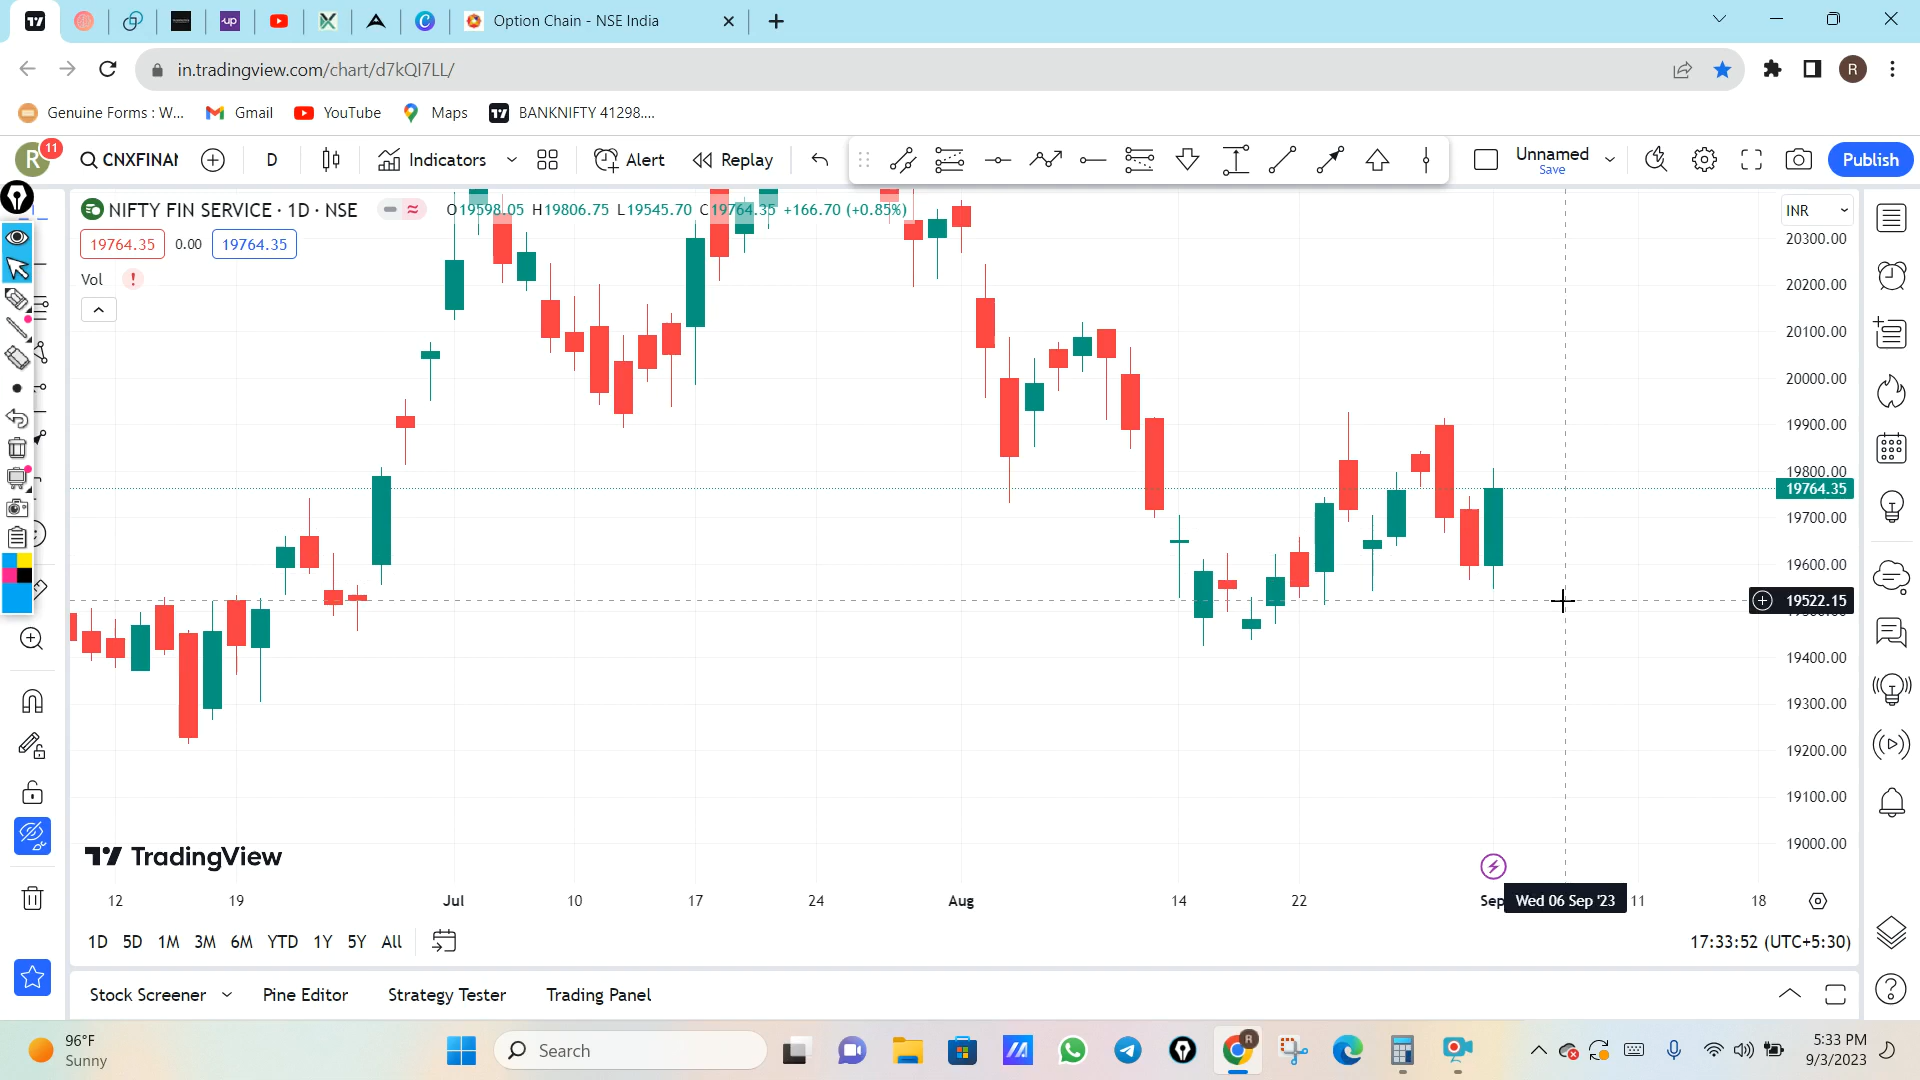 up
C
Option Chain - NSE India
in.tradingview.com/chart/d7kQI7LL/
R
Genuine Forms : W...
Gmail
YouTube
Maps
BANKNIFTY 41298....
R
11
CNXFINAN
D
Indicators
Alert
Replay
Unnamed
Save
Publish
NIFTY FIN SERVICE · 1D · NSE
O19598.05 H19806.75 L19545.70 C19764.35 +166.70 (+0.85%)
INR
19764.35
0.00
19764.35
Vol
!
20300.00
20200.00
20100.00
20000.00
19900.00
19800.00
19764.35
19700.00
19600.00
19522.15
19400.00
19300.00
19200.00
19100.00
19000.00
TradingView
12
19
Jul
10
17
24
Aug
14
22
Sep
Wed 06 Sep '23
11
18
1D
5D
1M
3M
6M
YTD
1Y
5Y
All
17:33:52 (UTC+5:30)
Stock Screener
Pine Editor
Strategy Tester
Trading Panel
96°F
Sunny
Search
R
5:33 PM
9/3/2023